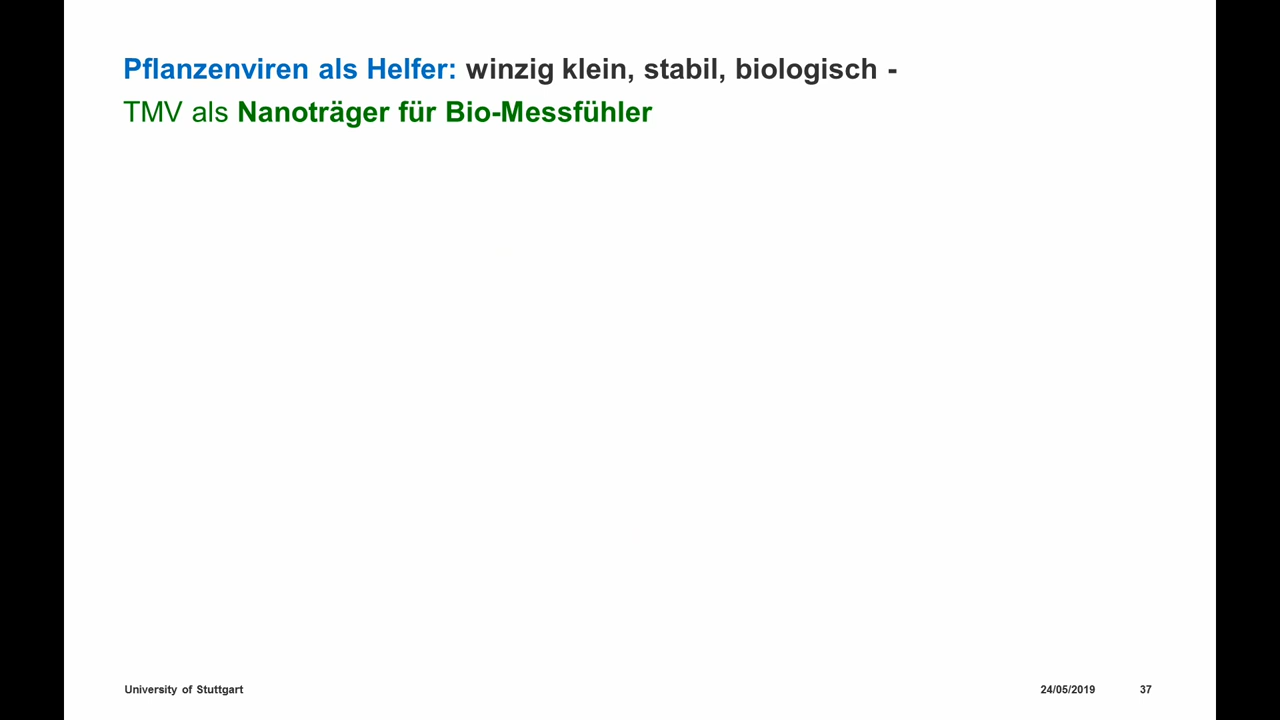 Pflanzenviren als Helfer: winzig klein, stabil, biologisch -
TMV als Nanoträger für Bio-Messfühler
University of Stuttgart 24/05/2019 37